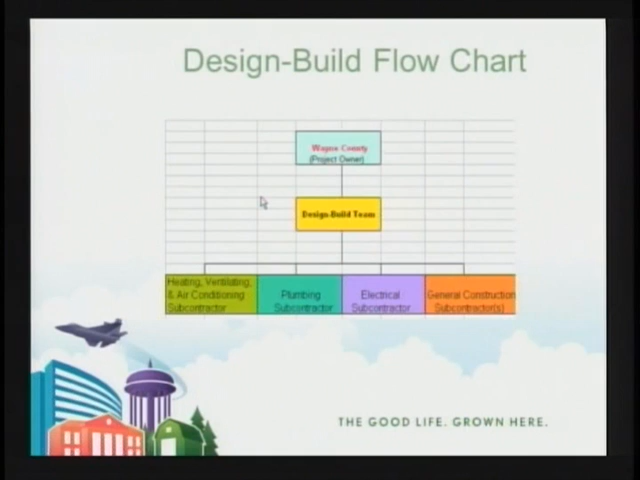 Design-Build Flow Chart
Wayne County
(Project Owner)
Design-Build Team
Heating, Ventilating,
& Air Conditioning
Subcontractor
Plumbing
Subcontractor
Electrical
Subcontractor
General Construction
Subcontractor(s)
THE GOOD LIFE. GROWN HERE.